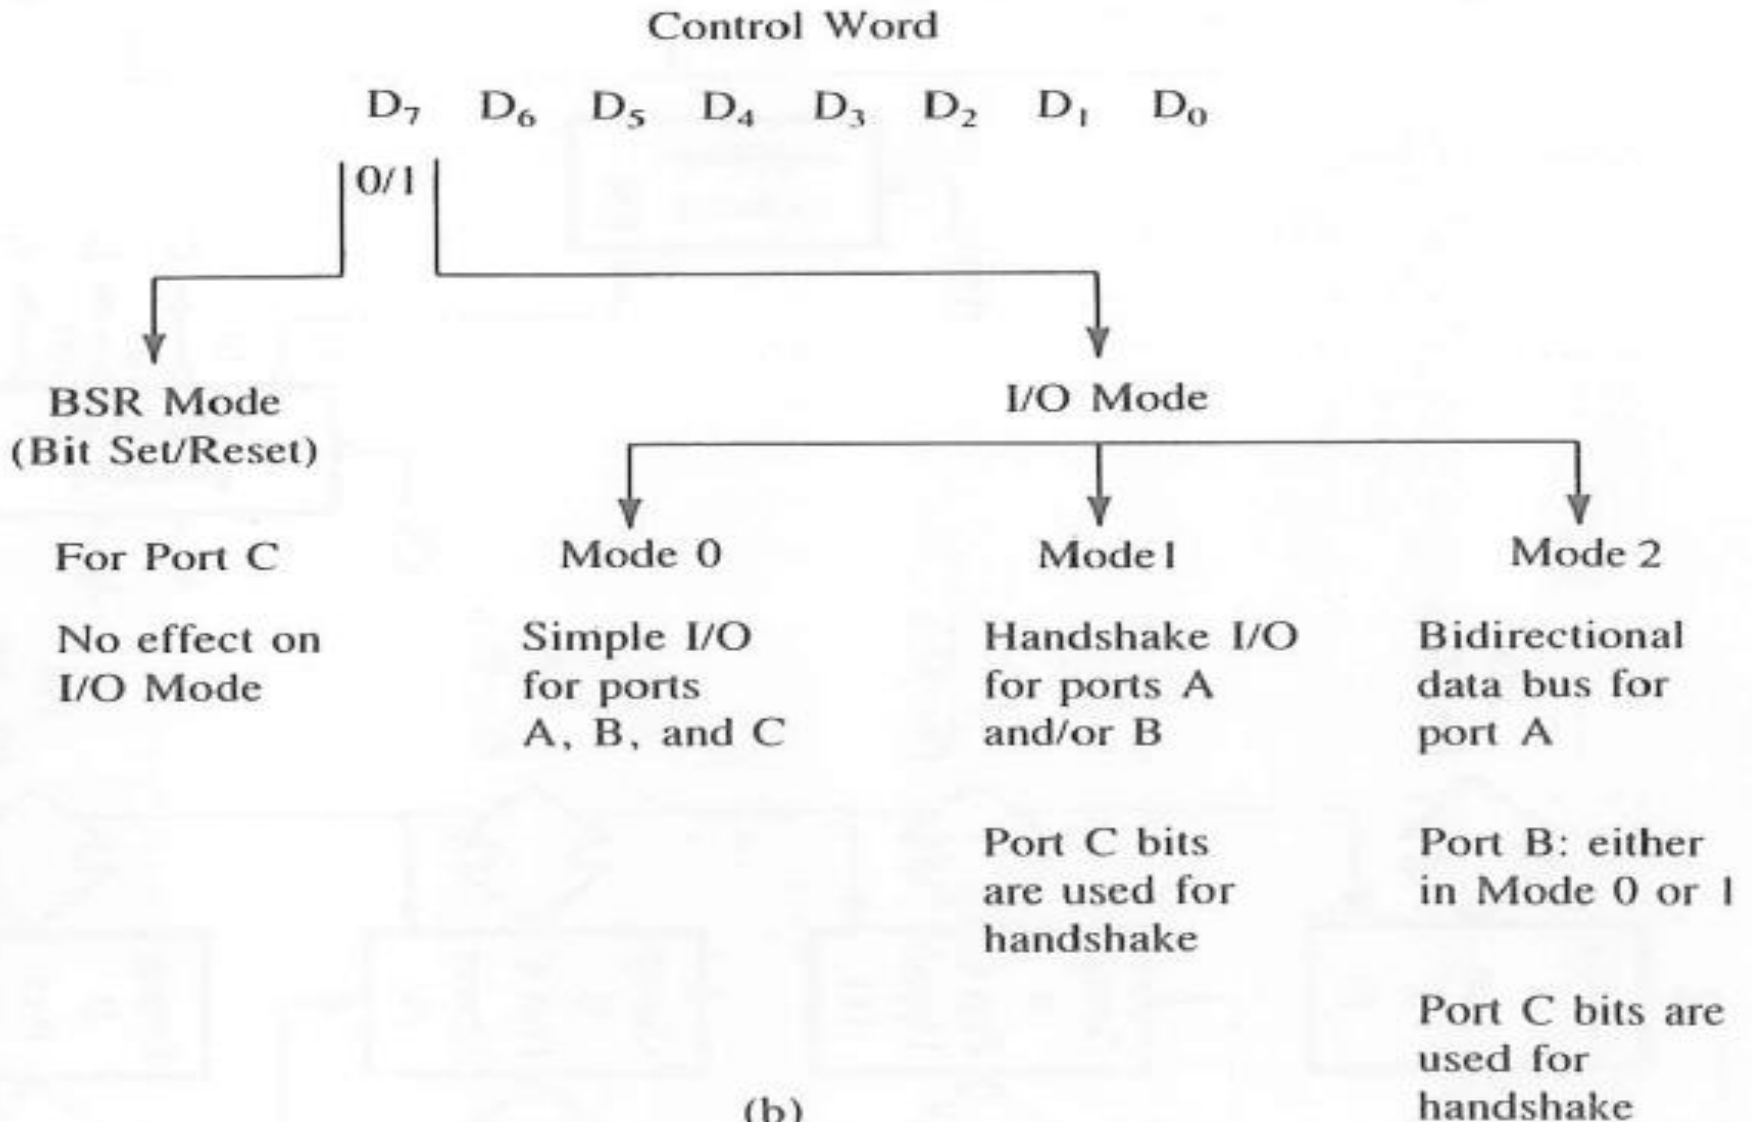 Control Word
D₇ D₆ D₅ D₄ D₃ D₂ D₁ D₀
0/1
BSR Mode
(Bit Set/Reset)
For Port C
No effect on
I/O Mode
I/O Mode
Mode 0
Simple I/O
for ports
A, B, and C
Mode 1
Handshake I/O
for ports A
and/or B
Port C bits
are used for
handshake
Mode 2
Bidirectional
data bus for
port A
Port B: either
in Mode 0 or 1
Port C bits are
used for
handshake
(b)